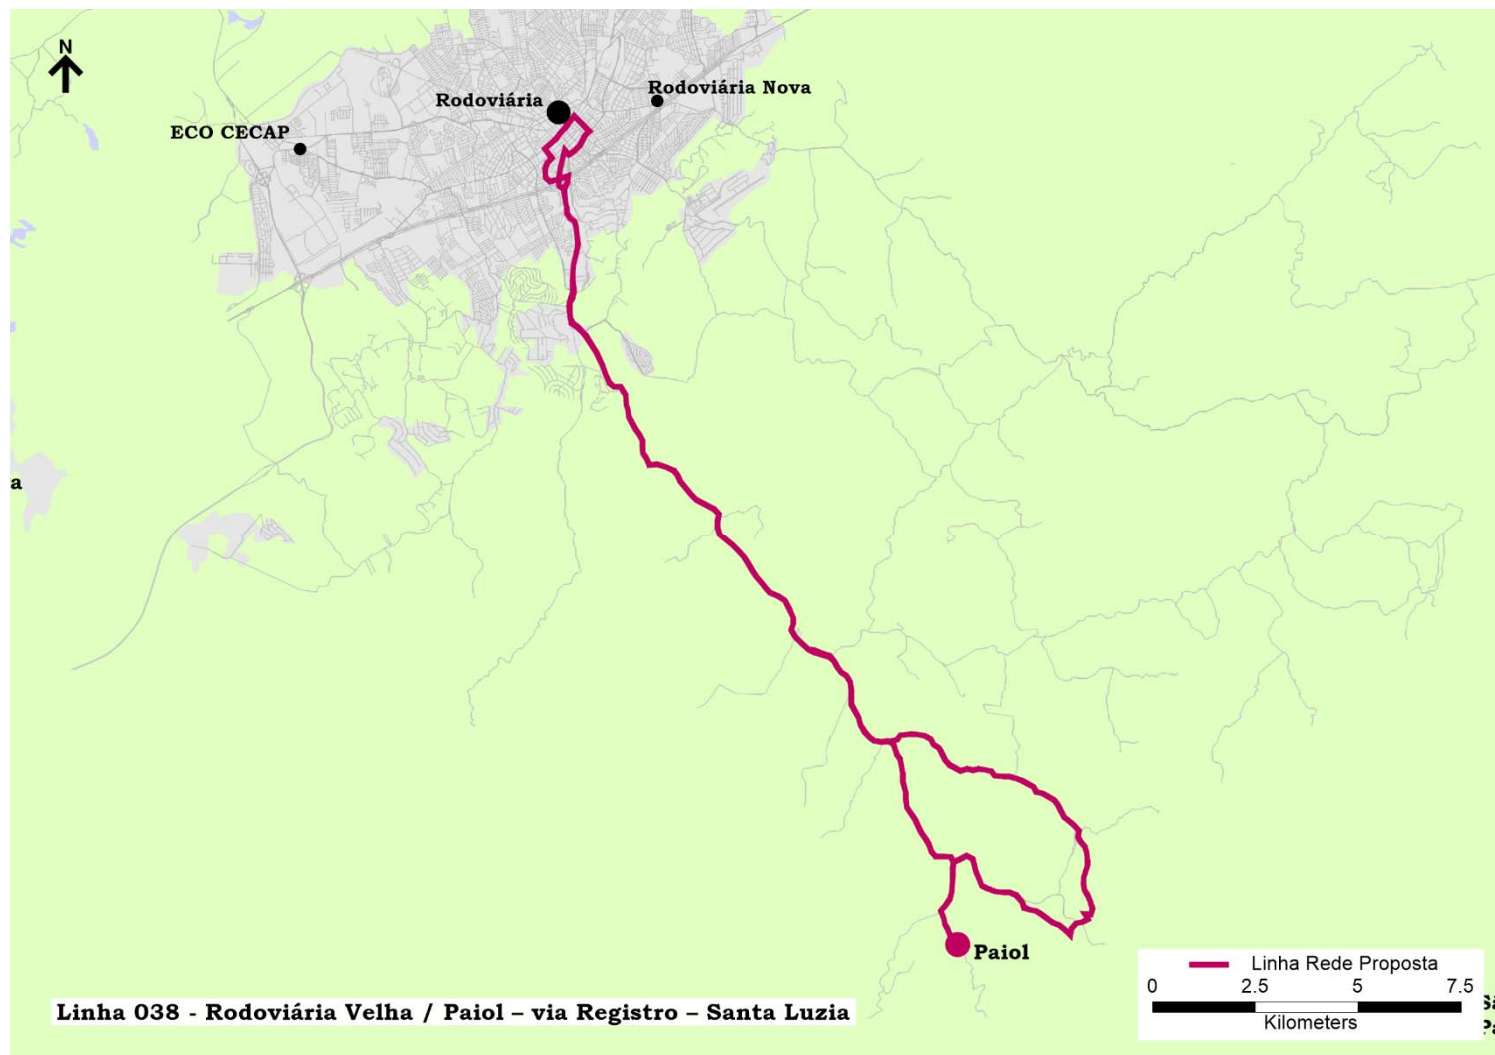 N
Rodoviária Nova
Rodoviária
ECO CECAP
a
Paiol
Linha Rede Proposta
0 2.5 5 7.5
Kilometers
Linha 038 - Rodoviária Velha / Paiol – via Registro – Santa Luzia